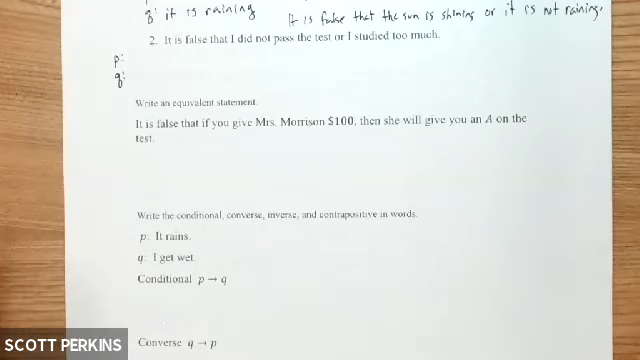 q: it is raining
It is false that the sun is shining or it is not raining.
2. It is false that I did not pass the test or I studied too much.
p:
q:
Write an equivalent statement.
It is false that if you give Mrs. Morrison $100, then she will give you an A on the
test.
Write the conditional, converse, inverse, and contrapositive in words.
p: It rains.
q: I get wet.
Conditional p → q
Converse q → p
SCOTT PERKINS